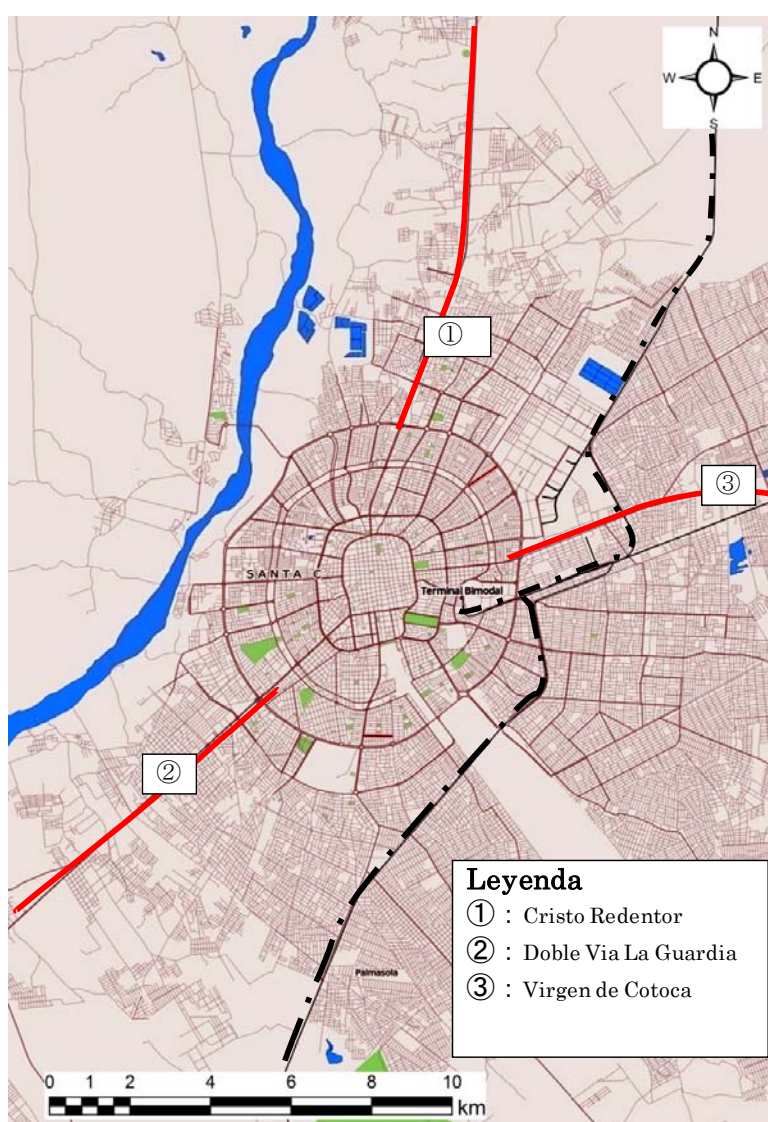 N
W E
S
①
③
SANTA C
Terminal Bimodal
②
Leyenda
① : Cristo Redentor
② : Doble Via La Guardia
③ : Virgen de Cotoca
Palmasola
0 1 2 4 6 8 10
km